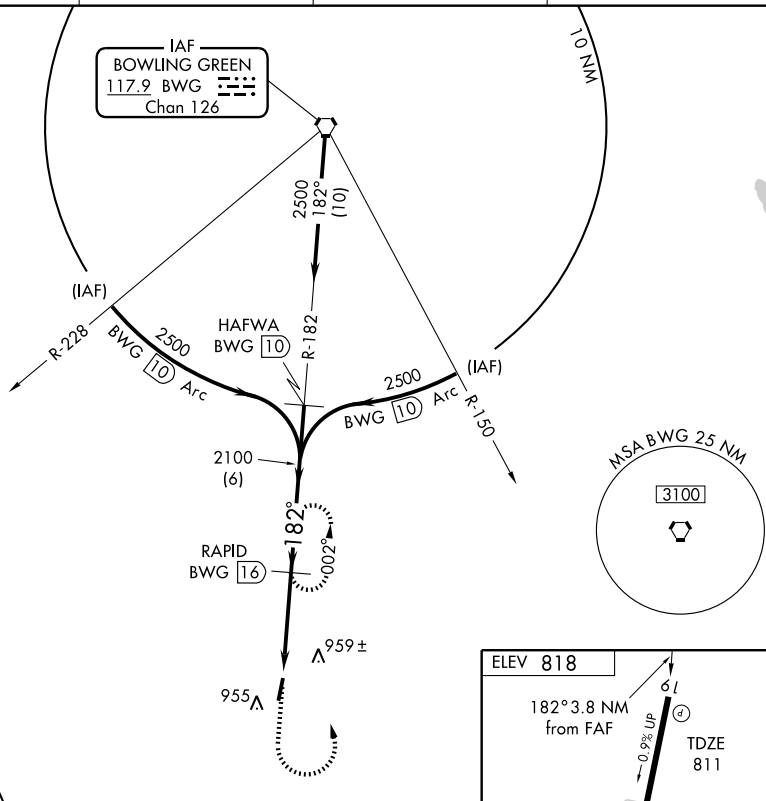 IAF
BOWLING GREEN
117.9 BWG
Chan 126
10 NM
2500
182°
(10)
(IAF)
R-228
2500
BWG 10 Arc
HAFWA
BWG 10
R-182
2500
BWG 10 Arc
(IAF)
R-150
2100
(6)
182°
002°
RAPID
BWG 16
959 ±
955
MSA BWG 25 NM
3100
ELEV 818
182° 3.8 NM
from FAF
19
P
0.9% UP
TDZE
811